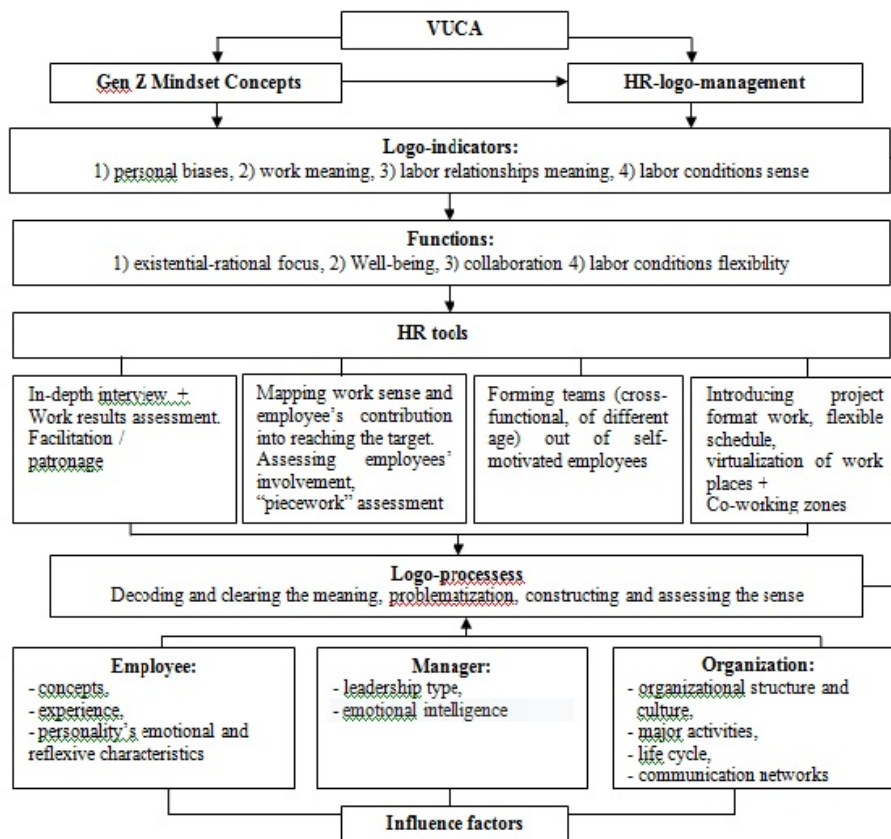 VUCA
Gen Z Mindset Concepts
HR-logo-management
Logo-indicators:
1) personal biases, 2) work meaning, 3) labor relationships meaning, 4) labor conditions sense
Functions:
1) existential-rational focus, 2) Well-being, 3) collaboration 4) labor conditions flexibility
HR tools
In-depth interview +
Work results assessment.
Facilitation /
patronage
Mapping work sense and
employee's contribution
into reaching the target.
Assessing employees'
involvement,
"piecework" assessment
Forming teams (cross-
functional, of different
age) out of self-
motivated employees
Introducing project
format work, flexible
schedule,
virtualization of work
places +
Co-working zones
Logo-processess
Decoding and clearing the meaning, problematization, constructing and assessing the sense
Employee:
- concepts,
- experience,
- personality's emotional and
reflexive characteristics
Manager:
- leadership type,
- emotional intelligence
Organization:
- organizational structure and
culture,
- major activities,
- life cycle,
- communication networks
Influence factors